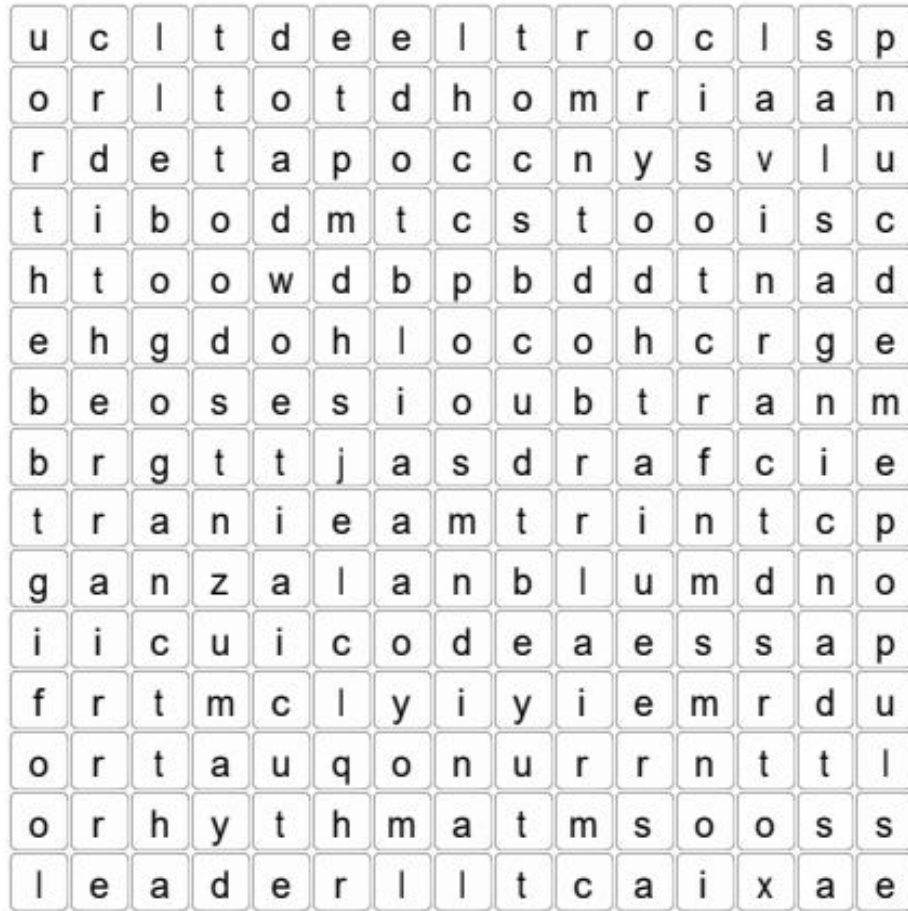 u c l t d e e l t r o c l s p
o r l t o t d h o m r i a a n
r d e t a p o c c n y s v l u
t i b o d m t c s t o o i s c
h t o o w d b p b d d t n a d
e h g d o h l o c o h c r g e
b e o s e s i o u b t r a n m
b r g t t j a s d r a f c i e
t r a n i e a m t r i n t c p
g a n z a l a n b l u m d n o
i i c u i c o d e a e s s a p
f r t m c l y i y i e m r d u
o r t a u q o n u r r n t t l
o r h y t h m a t m s o o s s
l e a d e r l l t c a i x a e